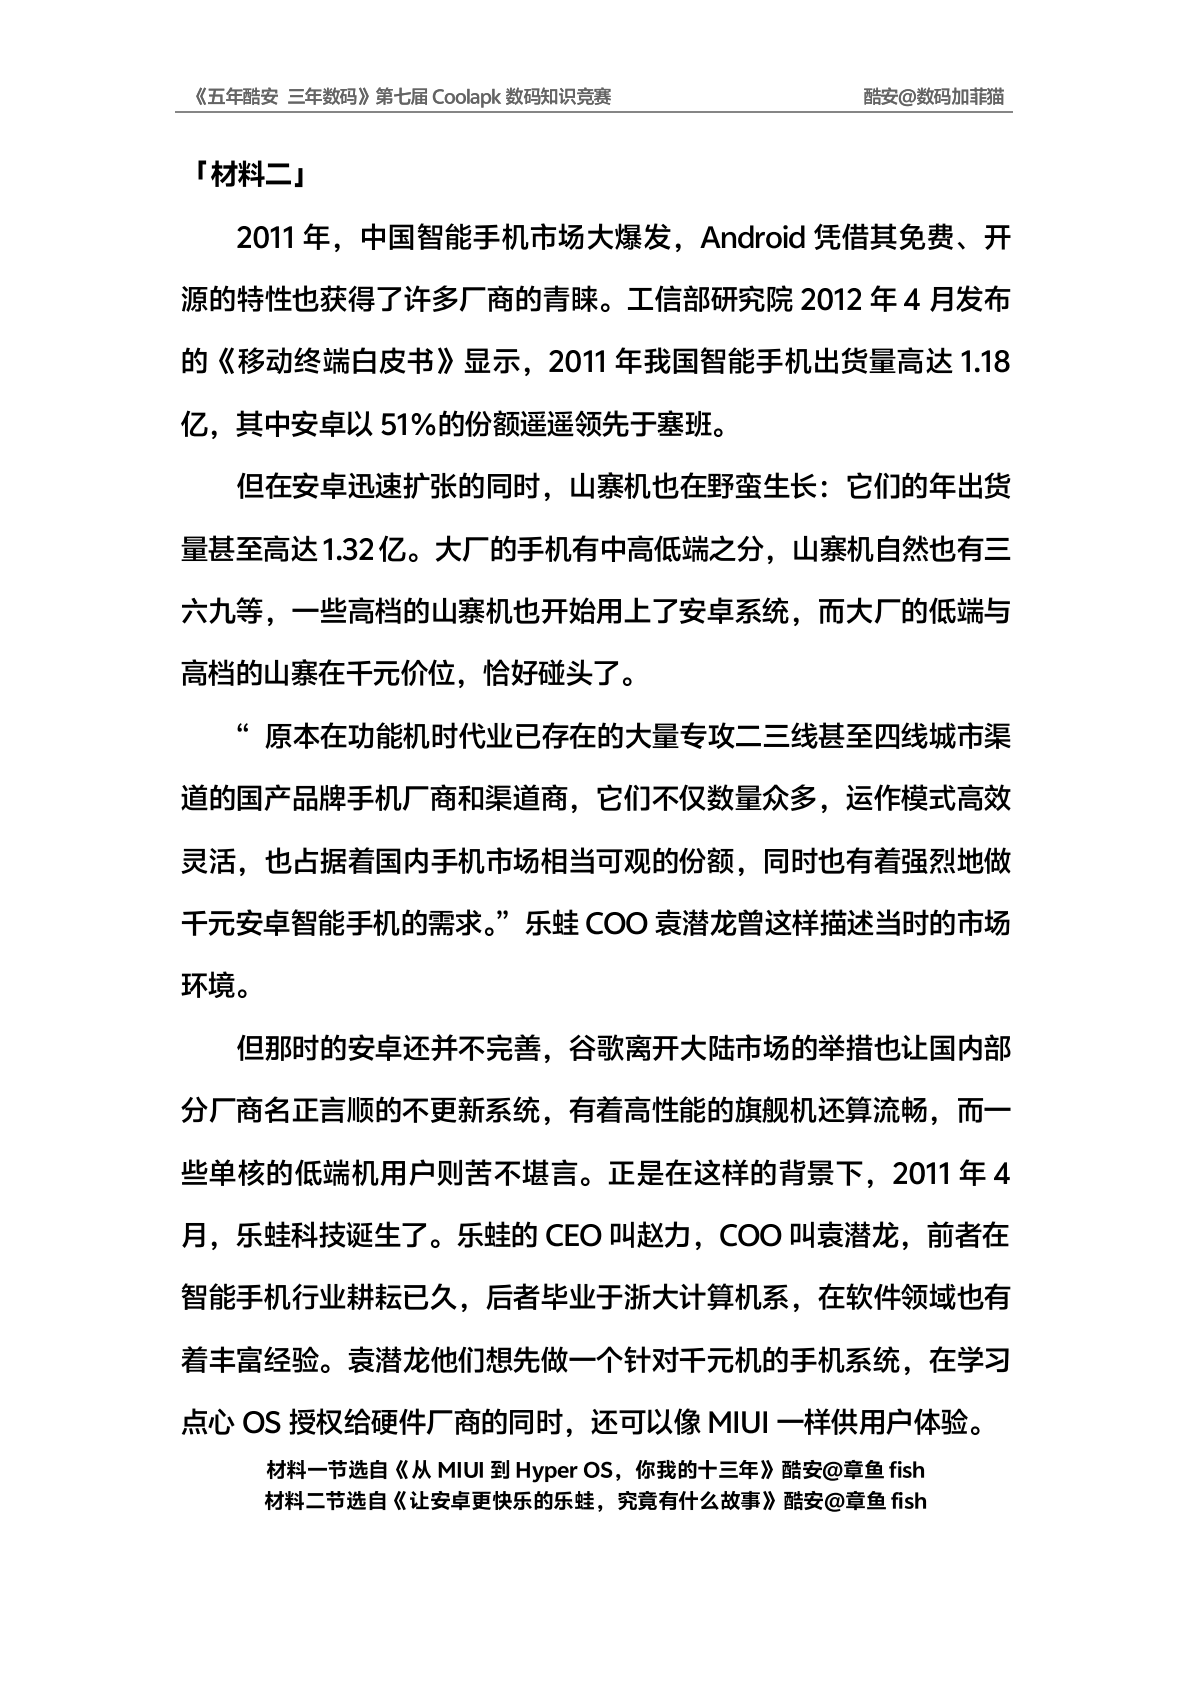 《五年酷安 三年数码》第七届 Coolapk 数码知识竞赛 酷安@数码加菲猫
「材料二」
2011 年，中国智能手机市场大爆发，Android 凭借其免费、开
源的特性也获得了许多厂商的青睐。工信部研究院 2012 年 4 月发布
的《移动终端白皮书》显示，2011 年我国智能手机出货量高达 1.18
亿，其中安卓以 51%的份额遥遥领先于塞班。
但在安卓迅速扩张的同时，山寨机也在野蛮生长：它们的年出货
量甚至高达 1.32 亿。大厂的手机有中高低端之分，山寨机自然也有三
六九等，一些高档的山寨机也开始用上了安卓系统，而大厂的低端与
高档的山寨在千元价位，恰好碰头了。
“ 原本在功能机时代业已存在的大量专攻二三线甚至四线城市渠
道的国产品牌手机厂商和渠道商，它们不仅数量众多，运作模式高效
灵活，也占据着国内手机市场相当可观的份额，同时也有着强烈地做
千元安卓智能手机的需求。” 乐蛙 COO 袁潜龙曾这样描述当时的市场
环境。
但那时的安卓还并不完善，谷歌离开大陆市场的举措也让国内部
分厂商名正言顺的不更新系统，有着高性能的旗舰机还算流畅，而一
些单核的低端机用户则苦不堪言。正是在这样的背景下，2011 年 4
月，乐蛙科技诞生了。乐蛙的 CEO 叫赵力，COO 叫袁潜龙，前者在
智能手机行业耕耘已久，后者毕业于浙大计算机系，在软件领域也有
着丰富经验。袁潜龙他们想先做一个针对千元机的手机系统，在学习
点心 OS 授权给硬件厂商的同时，还可以像 MIUI 一样供用户体验。
材料一节选自《从 MIUI 到 Hyper OS，你我的十三年》酷安@章鱼 fish
材料二节选自《让安卓更快乐的乐蛙，究竟有什么故事》酷安@章鱼 fish